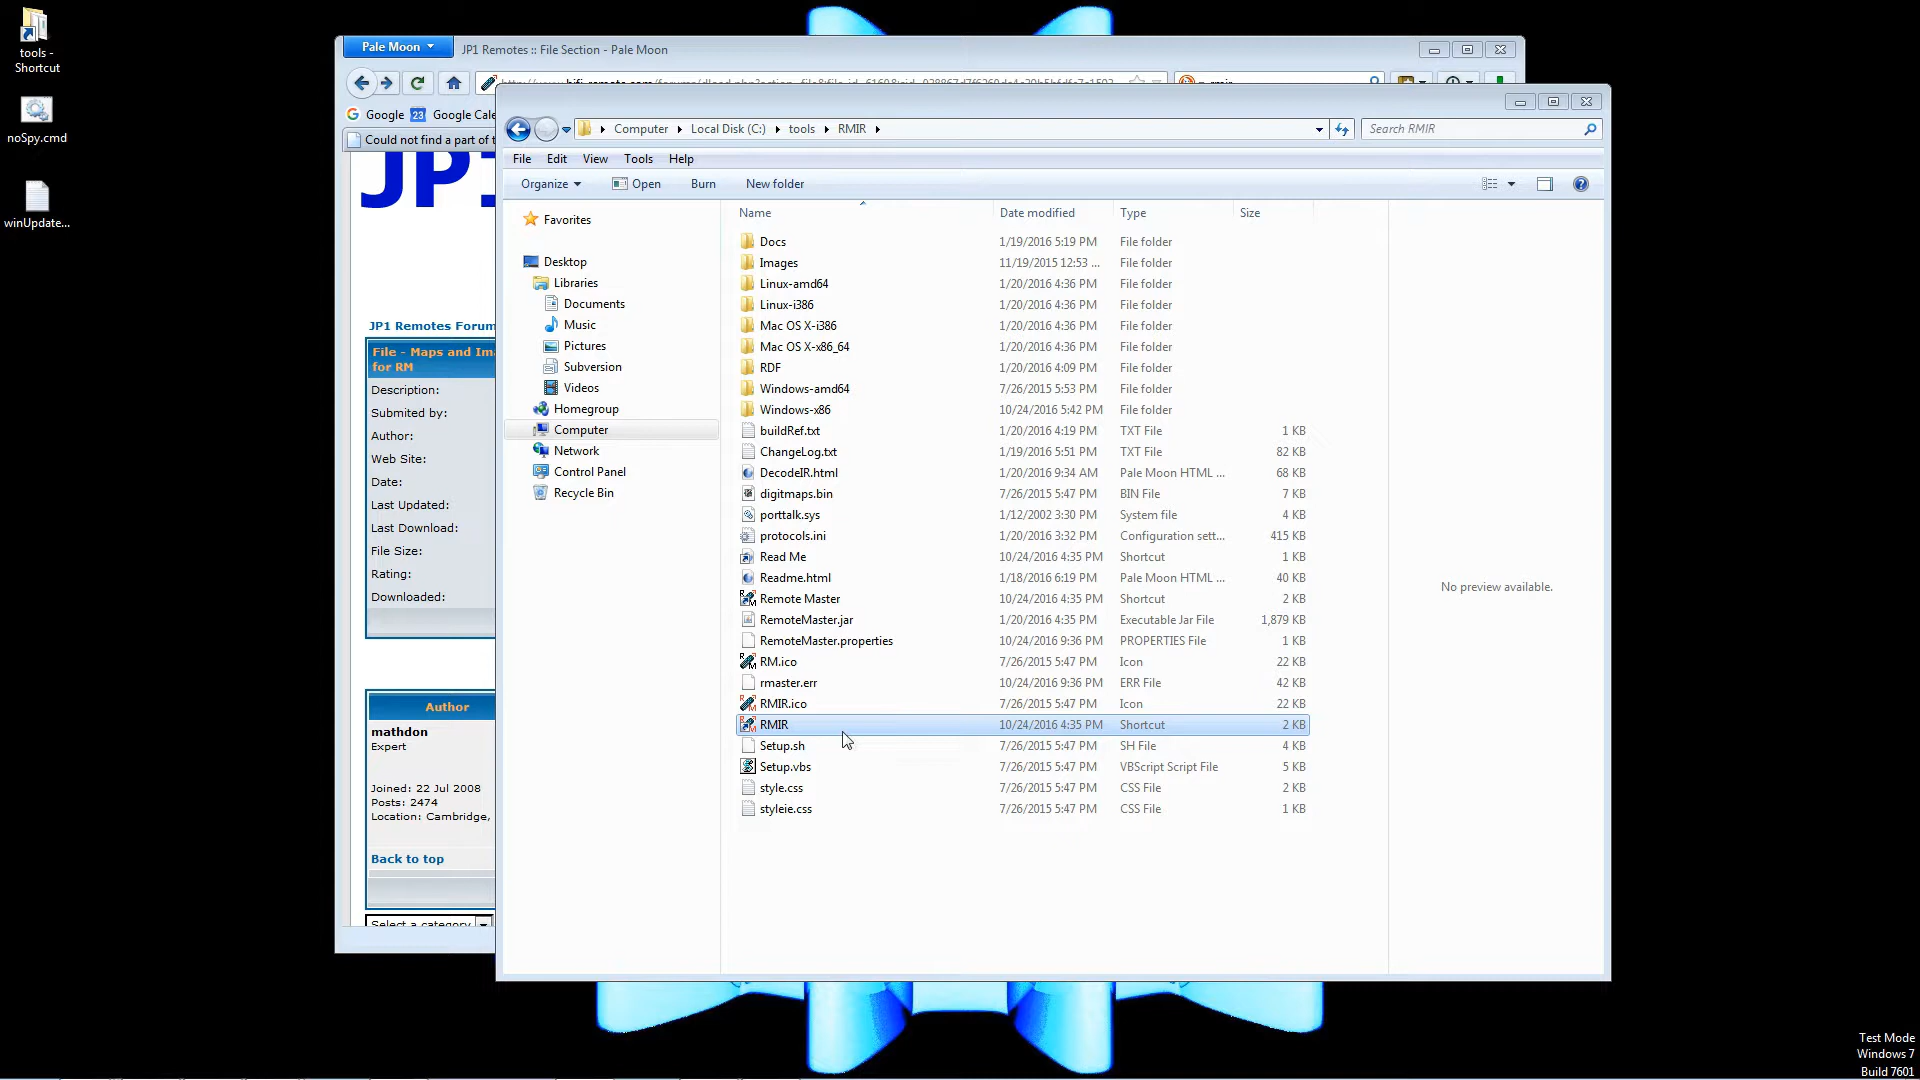 tools -
Shortcut
noSpy.cmd
winUpdate...
Pale Moon
JP1 Remotes :: File Section - Pale Moon
Google
23
Google Cale
Could not find a part of t
JP1
JP1 Remotes Forum
File - Maps and Ima
for RM
Description:
Submited by:
Author:
Web Site:
Date:
Last Updated:
Last Download:
File Size:
Rating:
Downloaded:
Author
mathdon
Expert
Joined: 22 Jul 2008
Posts: 2474
Location: Cambridge,
Back to top
Select a category
Computer
Local Disk (C:)
tools
RMIR
Search RMIR
File
Edit
View
Tools
Help
Organize
Open
Burn
New folder
Favorites
Desktop
Libraries
Documents
Music
Pictures
Subversion
Videos
Homegroup
Computer
Network
Control Panel
Recycle Bin
Name Date modified Type Size
Docs 1/19/2016 5:19 PM File folder
Images 11/19/2015 12:53 ... File folder
Linux-amd64 1/20/2016 4:36 PM File folder
Linux-i386 1/20/2016 4:36 PM File folder
Mac OS X-i386 1/20/2016 4:36 PM File folder
Mac OS X-x86_64 1/20/2016 4:36 PM File folder
RDF 1/20/2016 4:09 PM File folder
Windows-amd64 7/26/2015 5:53 PM File folder
Windows-x86 10/24/2016 5:42 PM File folder
buildRef.txt 1/20/2016 4:19 PM TXT File 1 KB
ChangeLog.txt 1/19/2016 5:51 PM TXT File 82 KB
DecodeIR.html 1/20/2016 9:34 AM Pale Moon HTML ... 68 KB
digitmaps.bin 7/26/2015 5:47 PM BIN File 7 KB
porttalk.sys 1/12/2002 3:30 PM System file 4 KB
protocols.ini 1/20/2016 3:32 PM Configuration sett... 415 KB
Read Me 10/24/2016 4:35 PM Shortcut 1 KB
Readme.html 1/18/2016 6:19 PM Pale Moon HTML ... 40 KB
Remote Master 10/24/2016 4:35 PM Shortcut 2 KB
RemoteMaster.jar 1/20/2016 4:35 PM Executable Jar File 1,879 KB
RemoteMaster.properties 10/24/2016 9:36 PM PROPERTIES File 1 KB
RM.ico 7/26/2015 5:47 PM Icon 22 KB
rmaster.err 10/24/2016 9:36 PM ERR File 42 KB
RMIR.ico 7/26/2015 5:47 PM Icon 22 KB
RMIR 10/24/2016 4:35 PM Shortcut 2 KB
Setup.sh 7/26/2015 5:47 PM SH File 4 KB
Setup.vbs 7/26/2015 5:47 PM VBScript Script File 5 KB
style.css 7/26/2015 5:47 PM CSS File 2 KB
styleie.css 7/26/2015 5:47 PM CSS File 1 KB
No preview available.
Test Mode
Windows 7
Build 7601